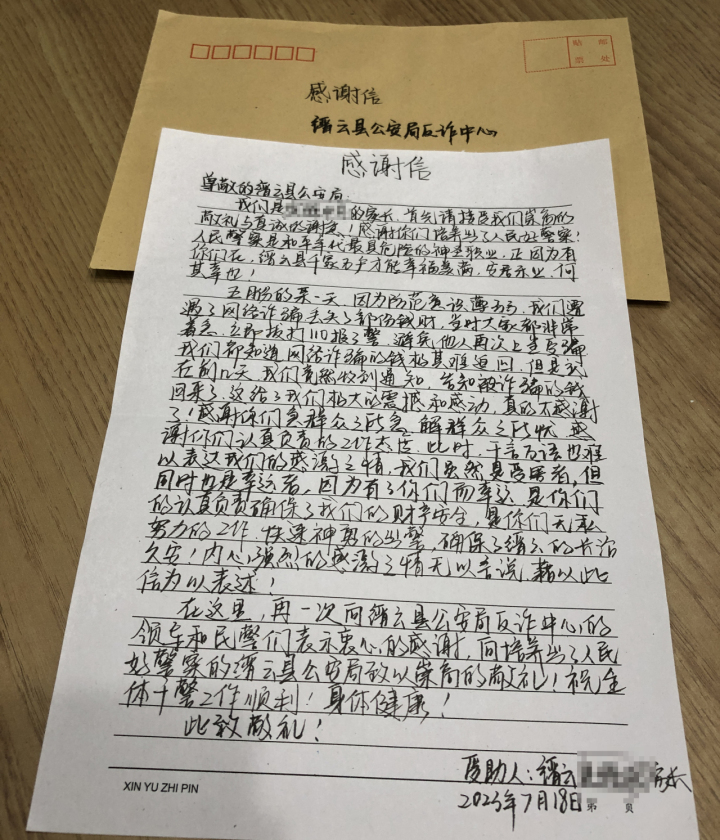 贴 邮
票 处
感谢信
缙云县公安局反诈中心
感谢信
尊敬的缙云县公安局:
我们是 的家长,首先请接受我们崇高的
敬礼与真诚的谢意!感谢你们培养出了人民好警察!
人民警察是和平年代最具危险的神圣职业,正因为有
你们在,缙云县千家万户才能幸福美满,安居乐业,何
其幸也!
五月份的某一天,因为防范意识薄弱,我们遭
遇了网络诈骗丢失了部份钱财,当时大家都非常
着急,立即拨打110报了警,避免他人再次上当受骗
我们都知道网络诈骗的钱极其难追回,但是就
在前几天,我们竟然收到通知,告知被诈骗的钱
回来了,这给了我们极大的震撼和感动,真的太感谢
了!感谢你们急群众之所急,解群众之所忧,感
谢你们认真负责的工作态度,此时,千言万语也难
以表达我们的感激之情,我们虽然是受害者,但
同时也是幸运者,因为有了你们而幸运,是你们
的认真负责确保了我们的财产安全,是你们无私
努力的工作,快速神勇的出警,确保了缙云的长治
久安!内心强烈的感激之情无以言说,藉以此
信为以表述!
在这里,再一次向缙云县公安局反诈中心的
领导和民警们表示衷心的感谢,向培养出了人民
好警察的缙云县公安局致以崇高的敬礼!祝全
体干警工作顺利!身体健康!
此致敬礼!
受助人:缙云 家长
2023年7月18日 第 页
XIN YU ZHI PIN